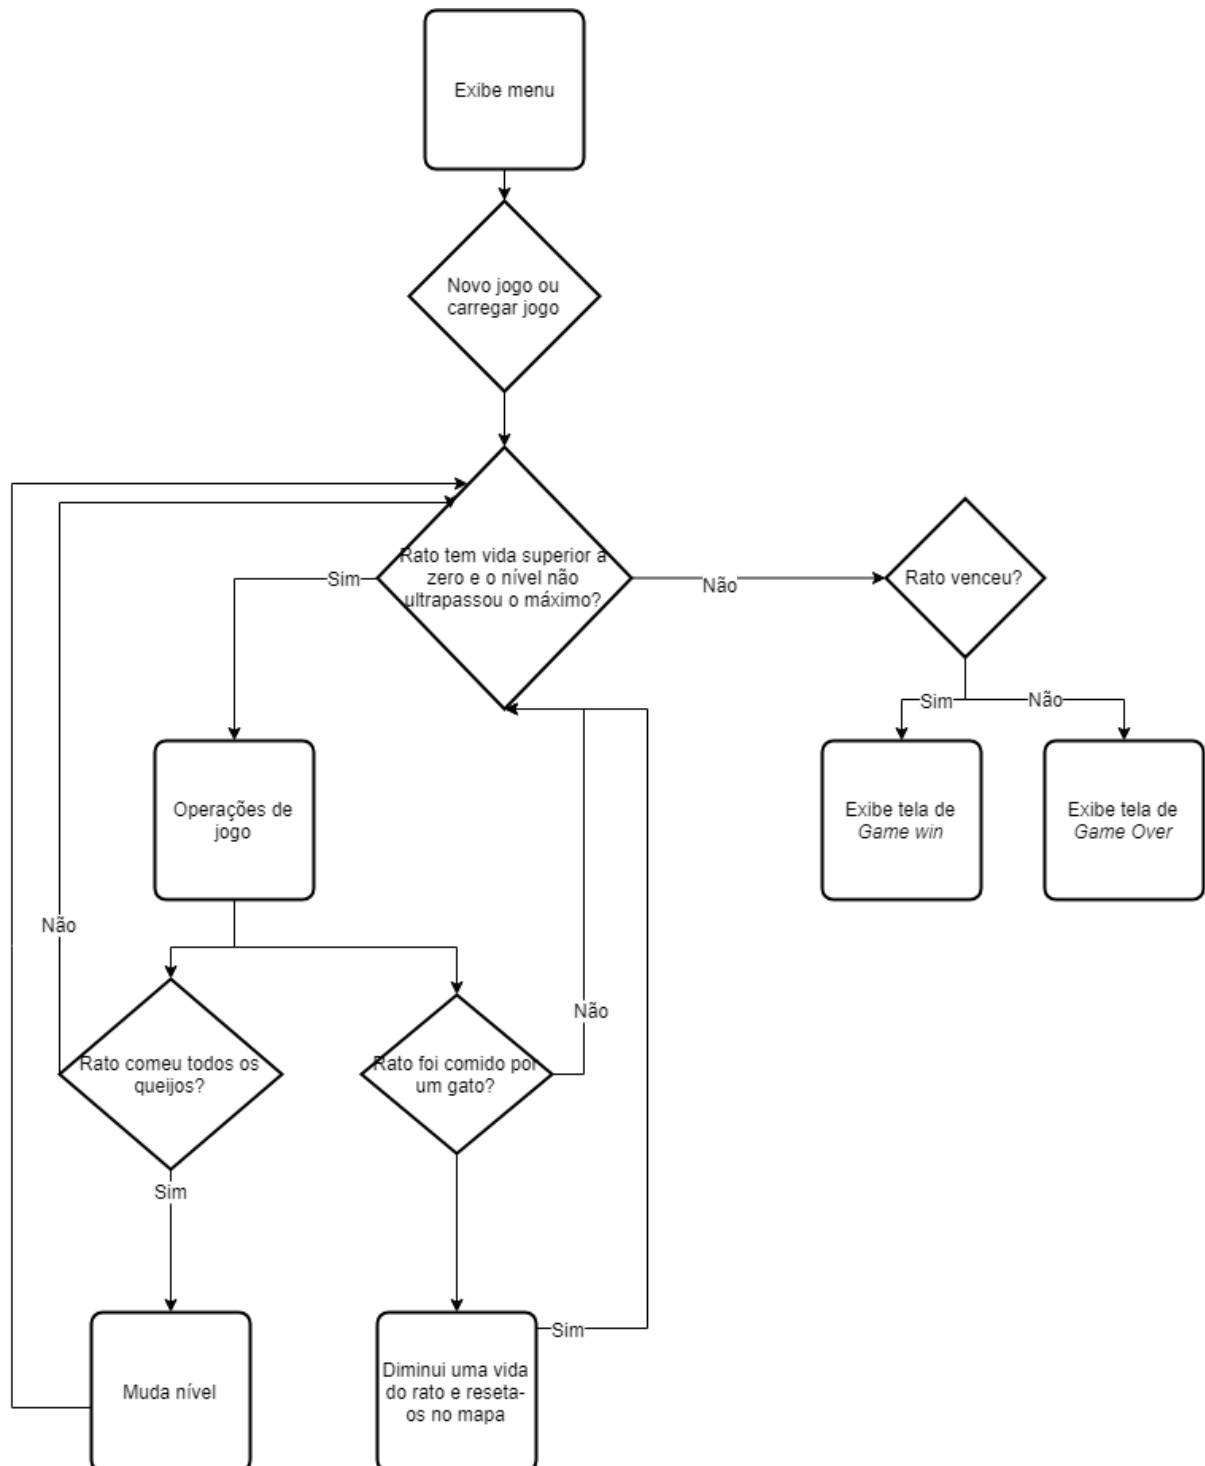 Exibe menu
Novo jogo ou
carregar jogo
Rato tem vida superior a
zero e o nível não
ultrapassou o máximo?
Sim
Não
Rato venceu?
Sim
Não
Operações de
jogo
Exibe tela de
Game win
Exibe tela de
Game Over
Não
Não
Rato comeu todos os
queijos?
Rato foi comido por
um gato?
Sim
Sim
Muda nível
Diminui uma vida
do rato e reseta-
os no mapa